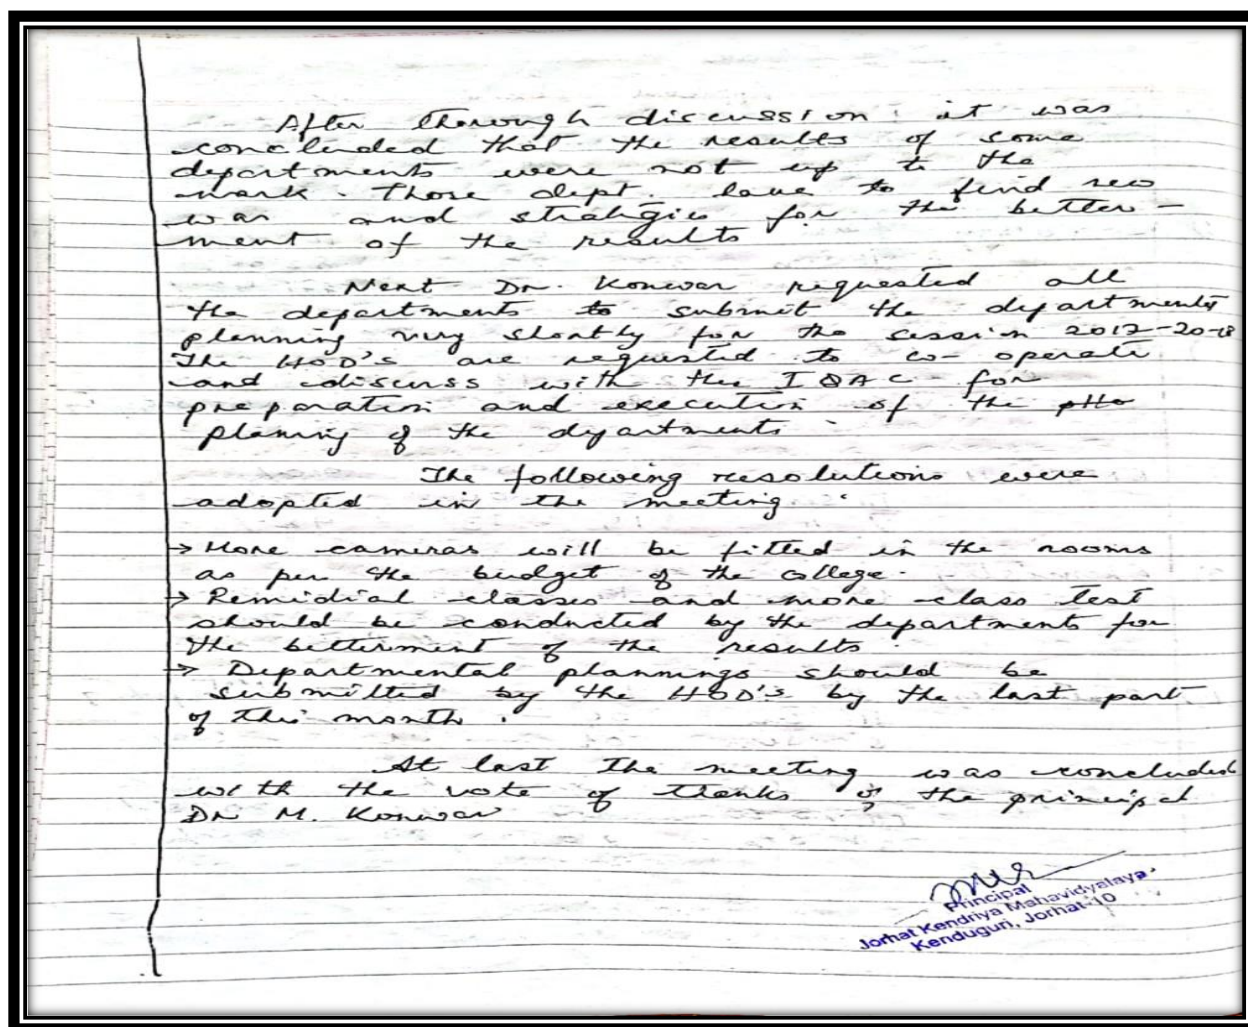 After thorough discussion it was
concluded that the results of some
departments were not up to the
mark. Those dept. have to find new
was and strategies for the better-
ment of the results
Next Dr. Konwar requested all
the departments to submit the departments
planning very shortly for the session 2017-2018
The HOD's are requested to co-operate
and discuss with the IQAC for
preparation and execution of the
planing of the departments.
The following resolutions were
adopted in the meeting.
→ More cameras will be fitted in the rooms
as per the budget of the college.
→ Remidial classes and more class test
should be conducted by the departments for
the betterment of the results.
→ Departmental plannings should be
submitted by the HOD's by the last part
of this month.
At last the meeting was concluded
with the vote of thanks of the principal
Dr M. Konwar
Principal
Jorhat Kendriya Mahavidyalaya.
Kenduguri, Jorhat-10